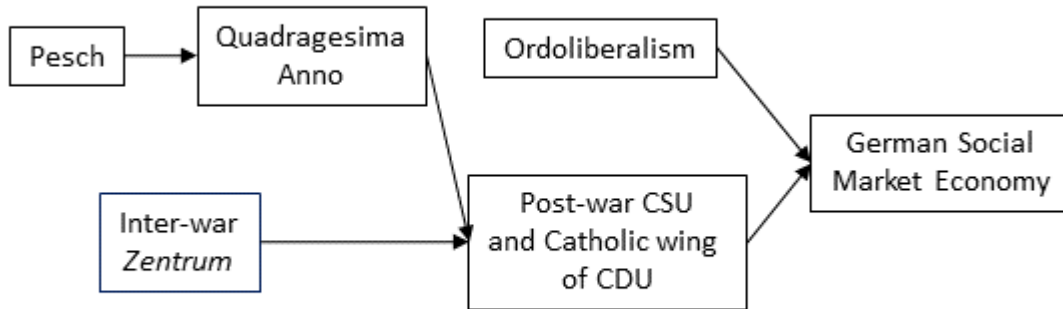 Pesch
Quadragesima
Anno
Ordoliberalism
German Social
Market Economy
Inter-war
Zentrum
Post-war CSU
and Catholic wing
of CDU